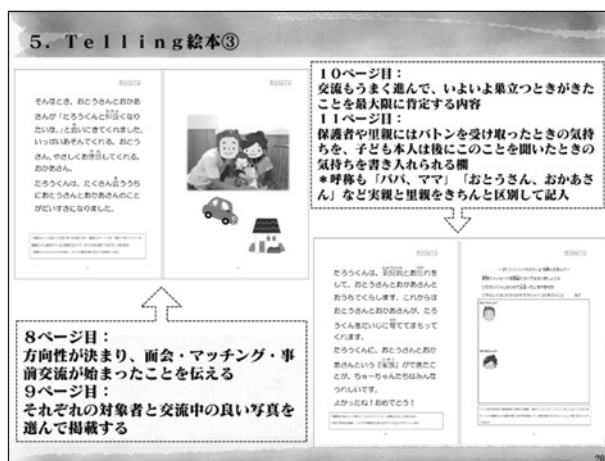 5．Ｔｅｌｌｉｎｇ絵本③
そんなとき、おとうさんとおかあ
さんが「たろうくんと仲良くなり
たいな。」と会いにきてくれました。
いっぱいあそんでくれる、おとう
さん。やさしくお世話してくれる、
おかあさん。
たろうくんは、たくさん会ううち
におとうさんとおかあさんのこと
がだいすきになりました。
10ページ目：
交流もうまく進んで、いよいよ巣立つときがきた
ことを最大限に肯定する内容
11ページ目：
保護者や里親にはバトンを受け取ったときの気持
ちを、子ども本人は後にこのことを聞いたときの
気持ちを書き入れられる欄
＊呼称も「パパ、ママ」「おとうさん、おかあさ
ん」など実親と里親をきちんと区別して記入
8ページ目：
方向性が決まり、面会・マッチング・事
前交流が始まったことを伝える
9ページ目：
それぞれの対象者と交流中の良い写真を
選んで掲載する
たろうくんは、乳児院とお別れを
して、おとうさんとおかあさんと
おうちでくらします。これからは
おとうさんとおかあさんが、たろ
うくんをだいじに育ててまもって
くれます。
たろうくんに、おとうさんとおか
あさんという『家族』ができたこ
とが、ちゃーちゃんたちはみんな
うれしいです。
よかったね！おめでとう！
20